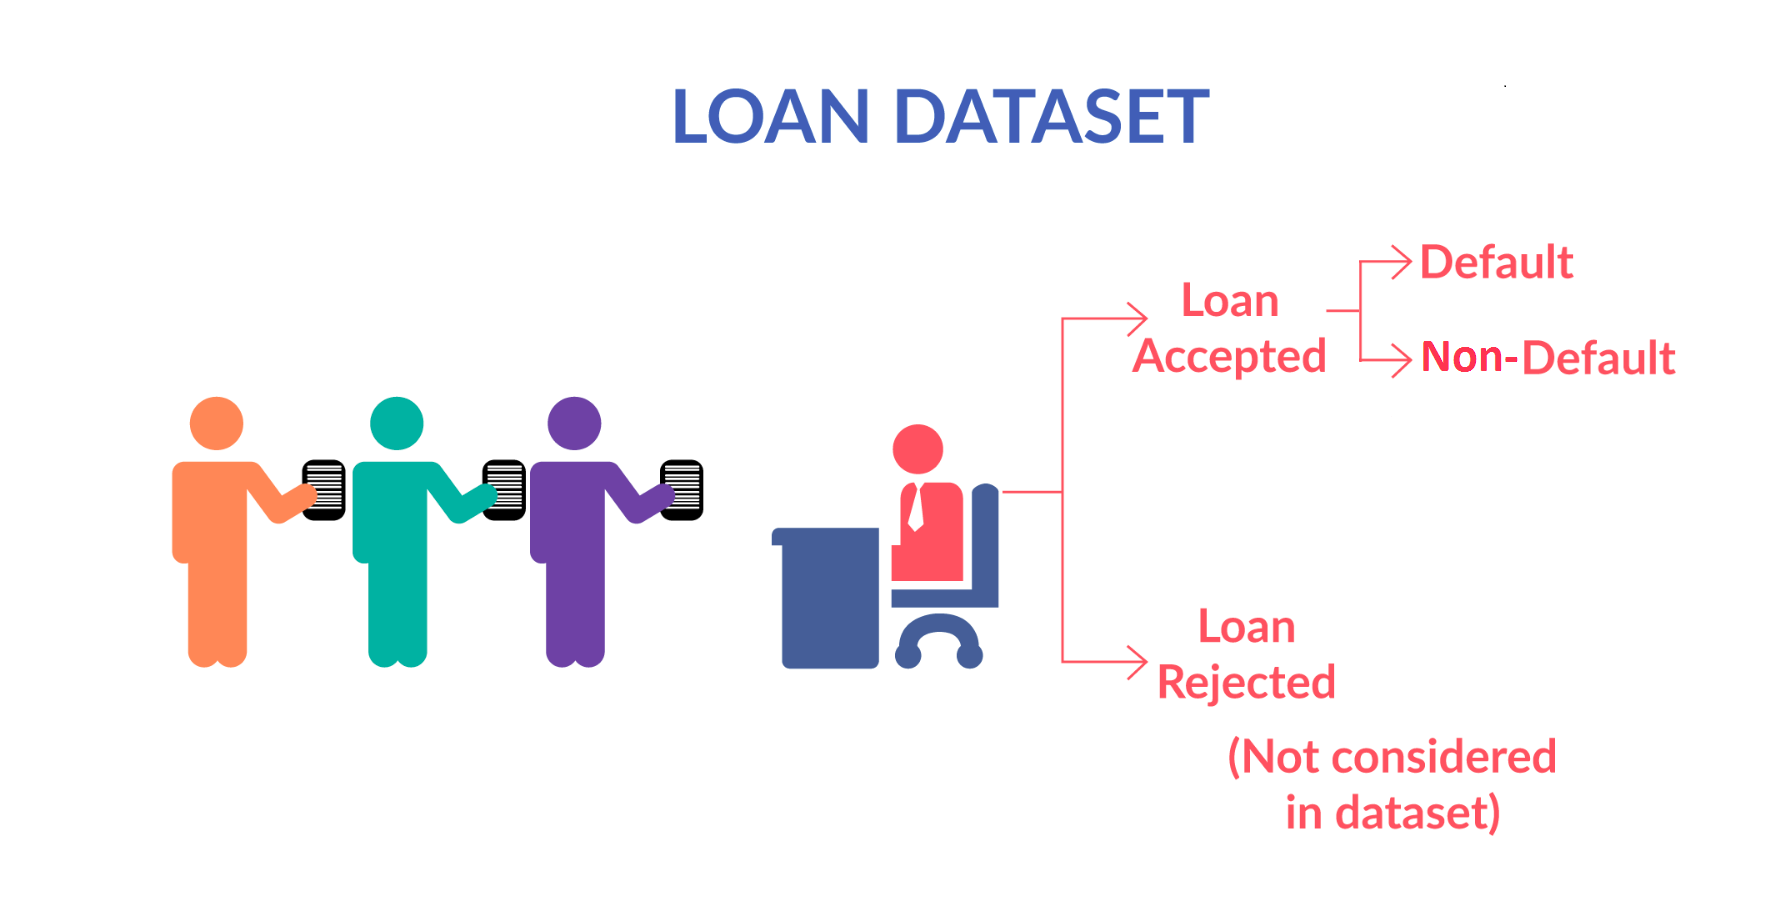 LOAN DATASET
Default
Loan
Accepted
Non-Default
Loan
Rejected
(Not considered
in dataset)